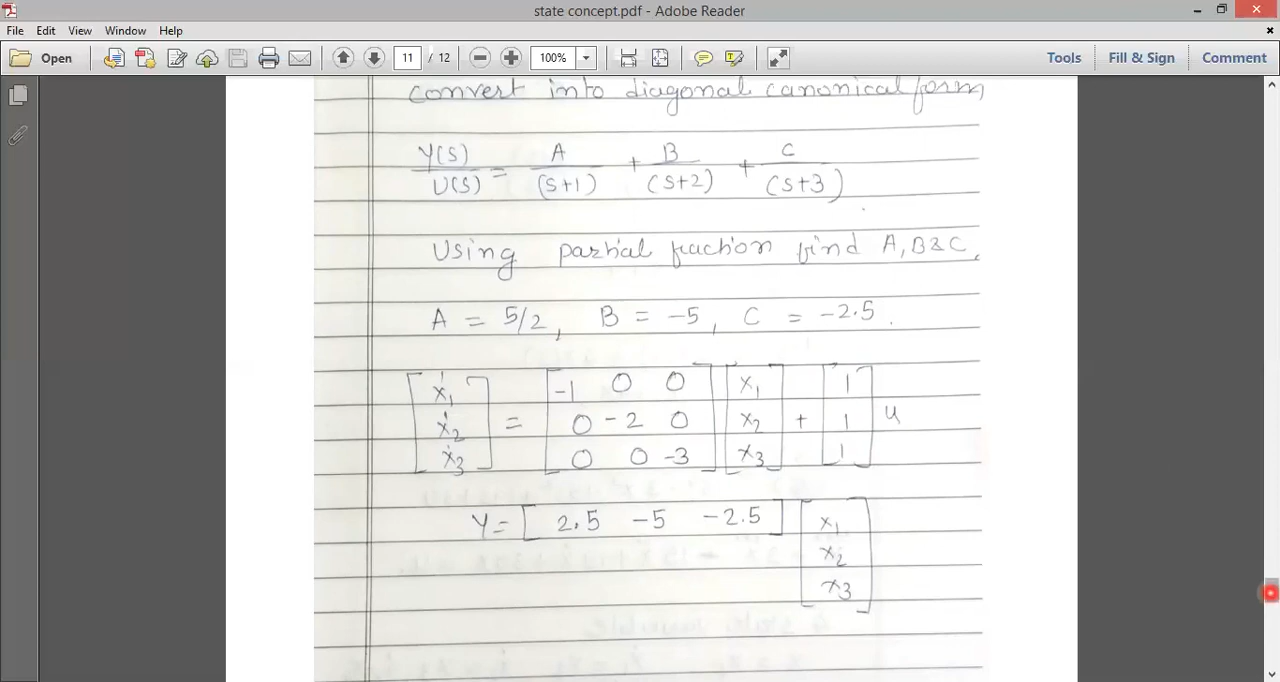 state concept.pdf - Adobe Reader
File Edit View Window Help
Open 11 / 12 100% Tools Fill & Sign Comment
convert into diagonal canonical form,
Y(s)/U(s) = A/(s+1) + B/(s+2) + C/(s+3)
Using partial fraction find A, B & C.
A = 5/2, B = -5, C = -2.5.
[ẋ1 ẋ2 ẋ3] = [-1 0 0; 0 -2 0; 0 0 -3] [x1 x2 x3] + [1 1 1] u
Y = [2.5 -5 -2.5] [x1 x2 x3]